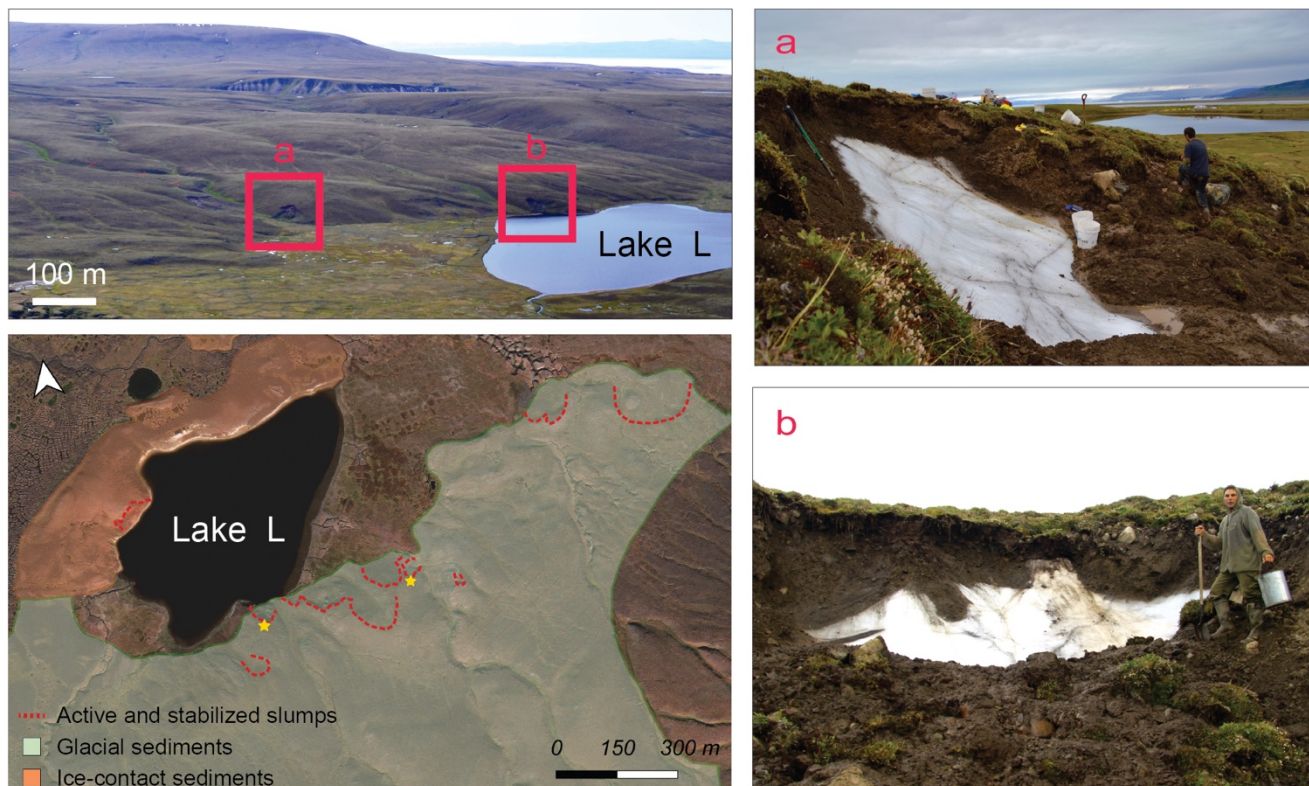 a
b
Lake L
100 m
a
Lake L
Active and stabilized slumps
Glacial sediments
Ice-contact sediments
0 150 300 m
b